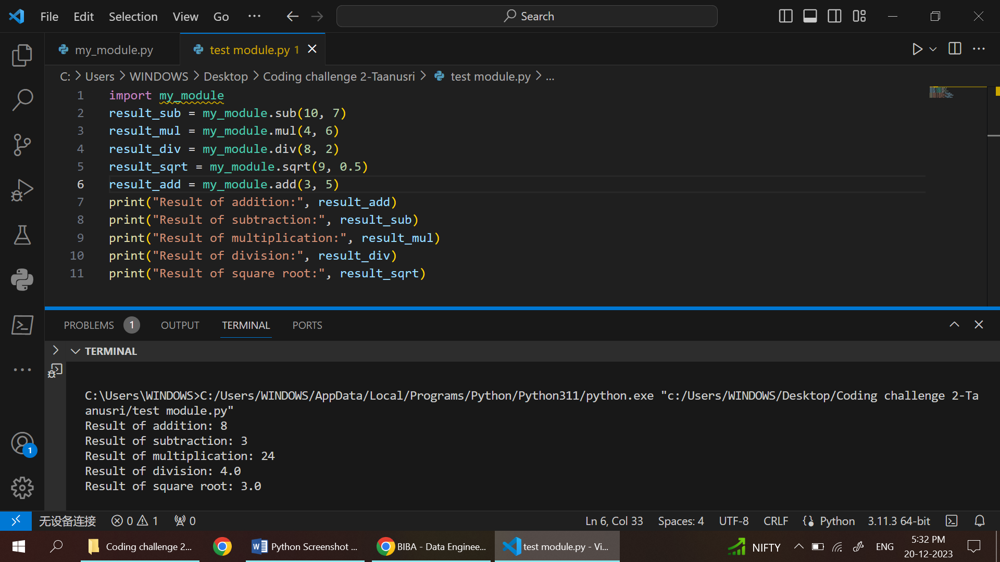 File Edit Selection View Go ··· Search
my_module.py test module.py 1
C: > Users > WINDOWS > Desktop > Coding challenge 2-Taanusri > test module.py > ...
1 import my_module
2 result_sub = my_module.sub(10, 7)
3 result_mul = my_module.mul(4, 6)
4 result_div = my_module.div(8, 2)
5 result_sqrt = my_module.sqrt(9, 0.5)
6 result_add = my_module.add(3, 5)
7 print("Result of addition:", result_add)
8 print("Result of subtraction:", result_sub)
9 print("Result of multiplication:", result_mul)
10 print("Result of division:", result_div)
11 print("Result of square root:", result_sqrt)
PROBLEMS 1 OUTPUT TERMINAL PORTS
TERMINAL
C:\Users\WINDOWS>C:/Users/WINDOWS/AppData/Local/Programs/Python/Python311/python.exe "c:/Users/WINDOWS/Desktop/Coding challenge 2-Ta
anusri/test module.py"
Result of addition: 8
Result of subtraction: 3
Result of multiplication: 24
Result of division: 4.0
Result of square root: 3.0
1
无设备连接 0 1 0 Ln 6, Col 33 Spaces: 4 UTF-8 CRLF Python 3.11.3 64-bit
Coding challenge 2... Python Screenshot ... BIBA - Data Enginee... test module.py - Vi... NIFTY ENG 5:32 PM
20-12-2023